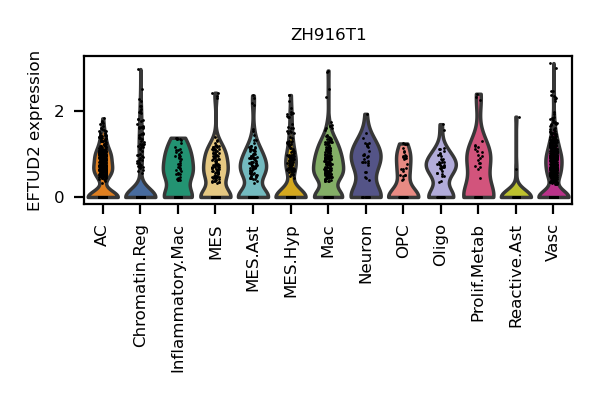 ZH916T1
EFTUD2 expression
2
0
AC
Chromatin.Reg
Inflammatory.Mac
MES
MES.Ast
MES.Hyp
Mac
Neuron
OPC
Oligo
Prolif.Metab
Reactive.Ast
Vasc